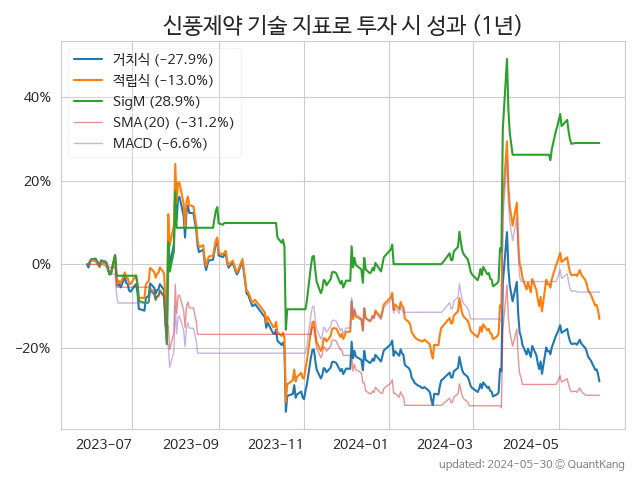 신풍제약 기술 지표로 투자 시 성과 (1년)
거치식 (−27.9%)
적립식 (−13.0%)
SigM (28.9%)
SMA(20) (−31.2%)
MACD (−6.6%)
40%
20%
0%
−20%
2023−07
2023−09
2023−11
2024−01
2024−03
2024−05
updated: 2024-05-30 © QuantKang